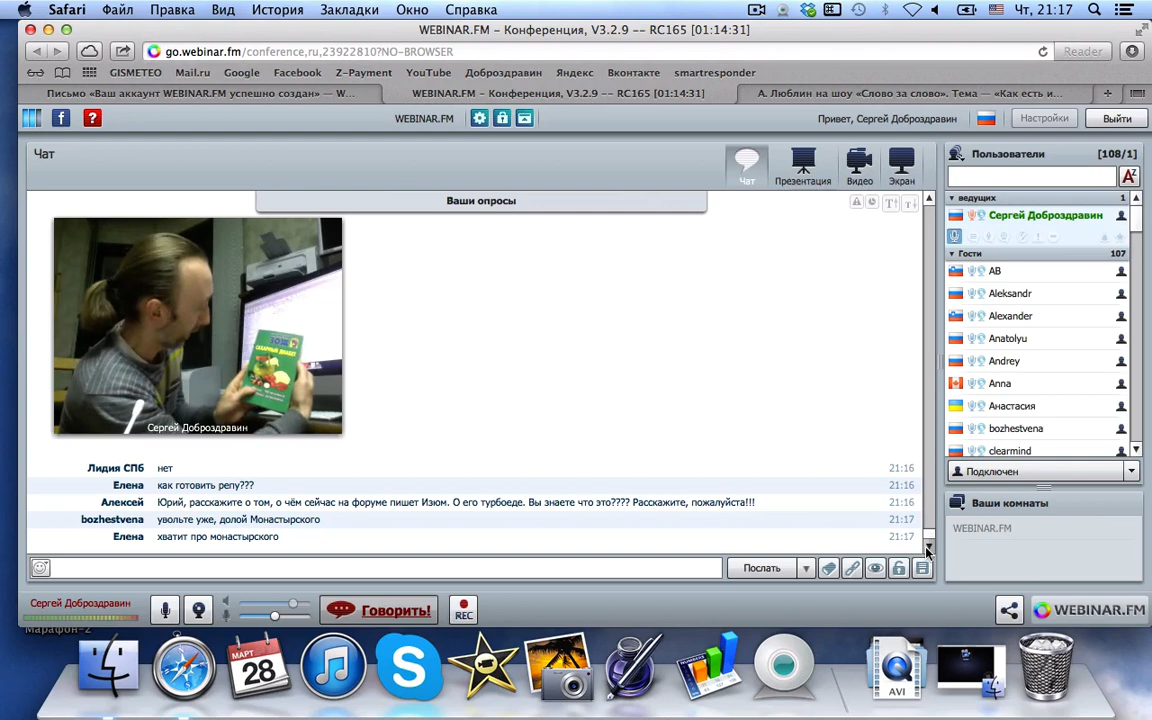 Safari Файл Правка Вид История Закладки Окно Справка Чт, 21:17
WEBINAR.FM – Конференция, V3.2.9 -- RC165 [01:14:31]
go.webinar.fm/conference,ru,23922810?NO-BROWSER Reader
GISMETEO Mail.ru Google Facebook Z-Payment YouTube Доброздравин Яндекс Вконтакте smartresponder
Письмо «Ваш аккаунт WEBINAR.FM успешно создан» — W... WEBINAR.FM – Конференция, V3.2.9 -- RC165 [01:14:31] А. Люблин на шоу «Слово за слово». Тема — «Как есть и...
WEBINAR.FM Привет, Сергей Доброздравин Настройки Выйти
Чат
Чат Презентация Видео Экран
Пользователи [108/1]
Ваши опросы
ведущих 1
Сергей Доброздравин
Гости 107
AB
Aleksandr
Alexander
Anatolyu
Andrey
Anna
Анастасия
bozhestvena
clearmind
ЗОЖ
САХАРНЫЙ ДИАБЕТ
Сергей Доброздравин
Лидия СПб нет 21:16
Елена как готовить репу??? 21:16
Алексей Юрий, расскажите о том, о чём сейчас на форуме пишет Изюм. О его турбоеде. Вы знаете что это???? Расскажите, пожалуйста!!! 21:16
bozhestvena увольте уже, долой Монастырского 21:17
Елена хватит про монастырского 21:17
Подключен
Ваши комнаты
WEBINAR.FM
Послать
Сергей Доброздравин Говорить! REC WEBINAR.FM
Марафон-2
МАРТ
28
NUMBERS
AVI